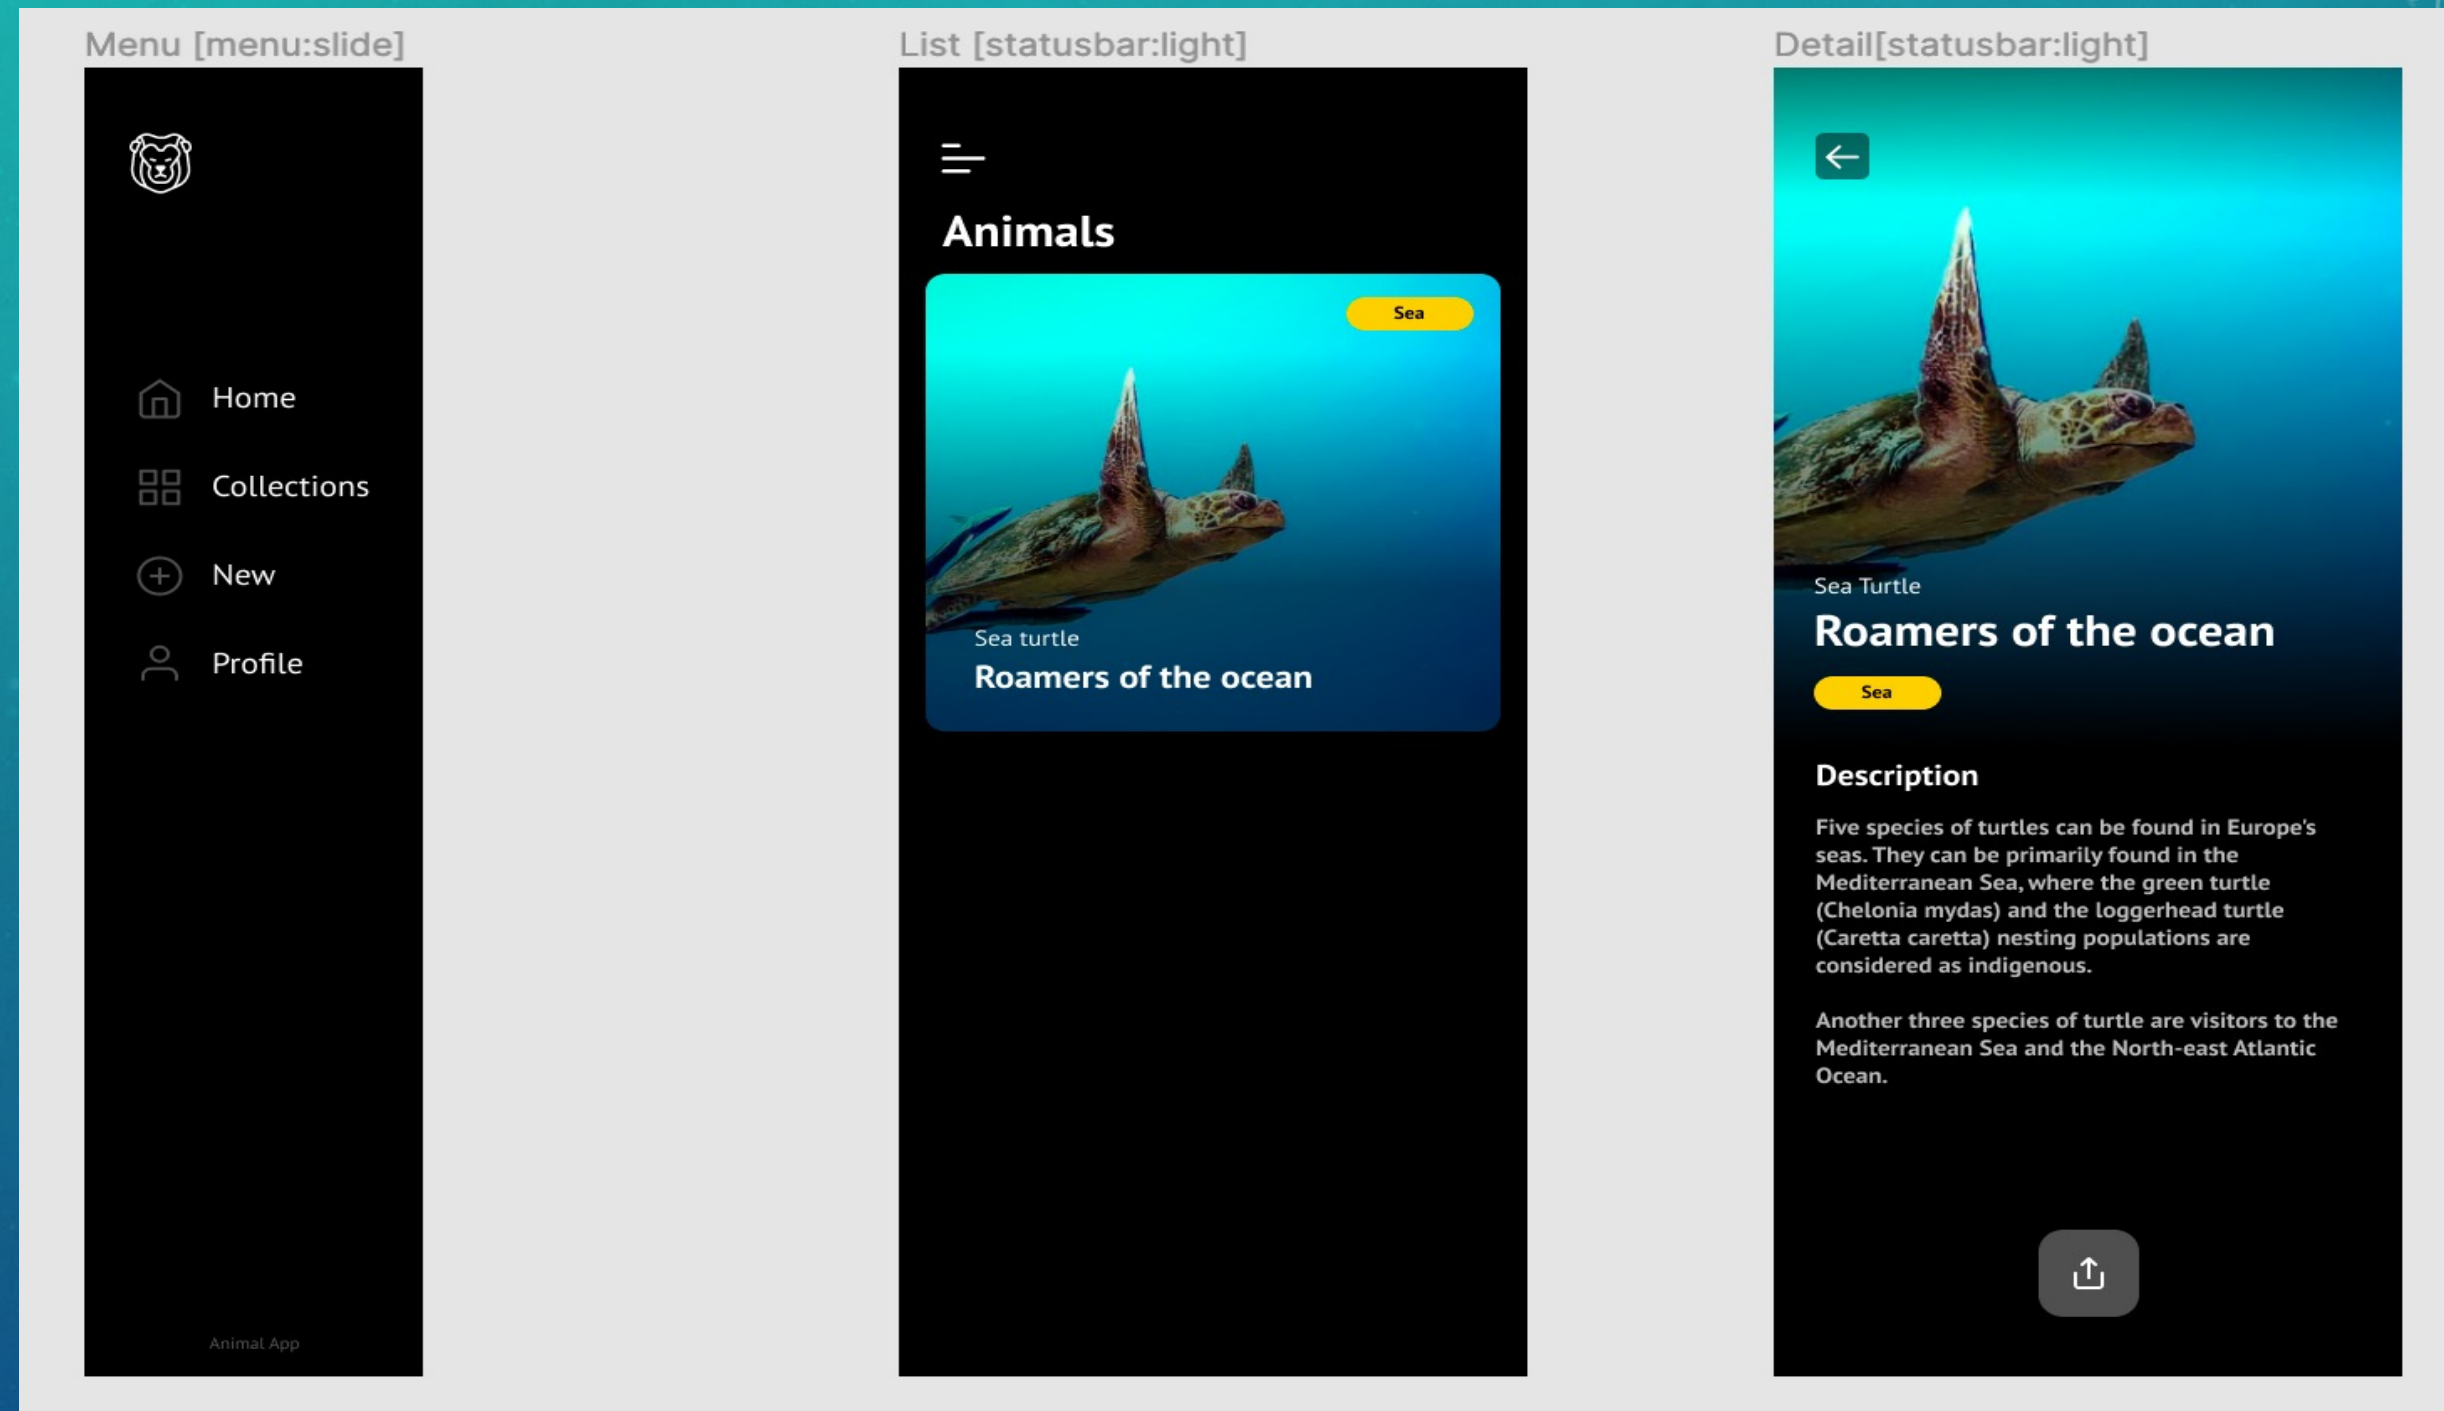 Menu [menu:slide]
Home
Collections
New
Profile
Animal App
List [statusbar:light]
Animals
Sea
Sea turtle
Roamers of the ocean
Detail[statusbar:light]
Sea Turtle
Roamers of the ocean
Sea
Description
Five species of turtles can be found in Europe's
seas. They can be primarily found in the
Mediterranean Sea, where the green turtle
(Chelonia mydas) and the loggerhead turtle
(Caretta caretta) nesting populations are
considered as indigenous.
Another three species of turtle are visitors to the
Mediterranean Sea and the North-east Atlantic
Ocean.